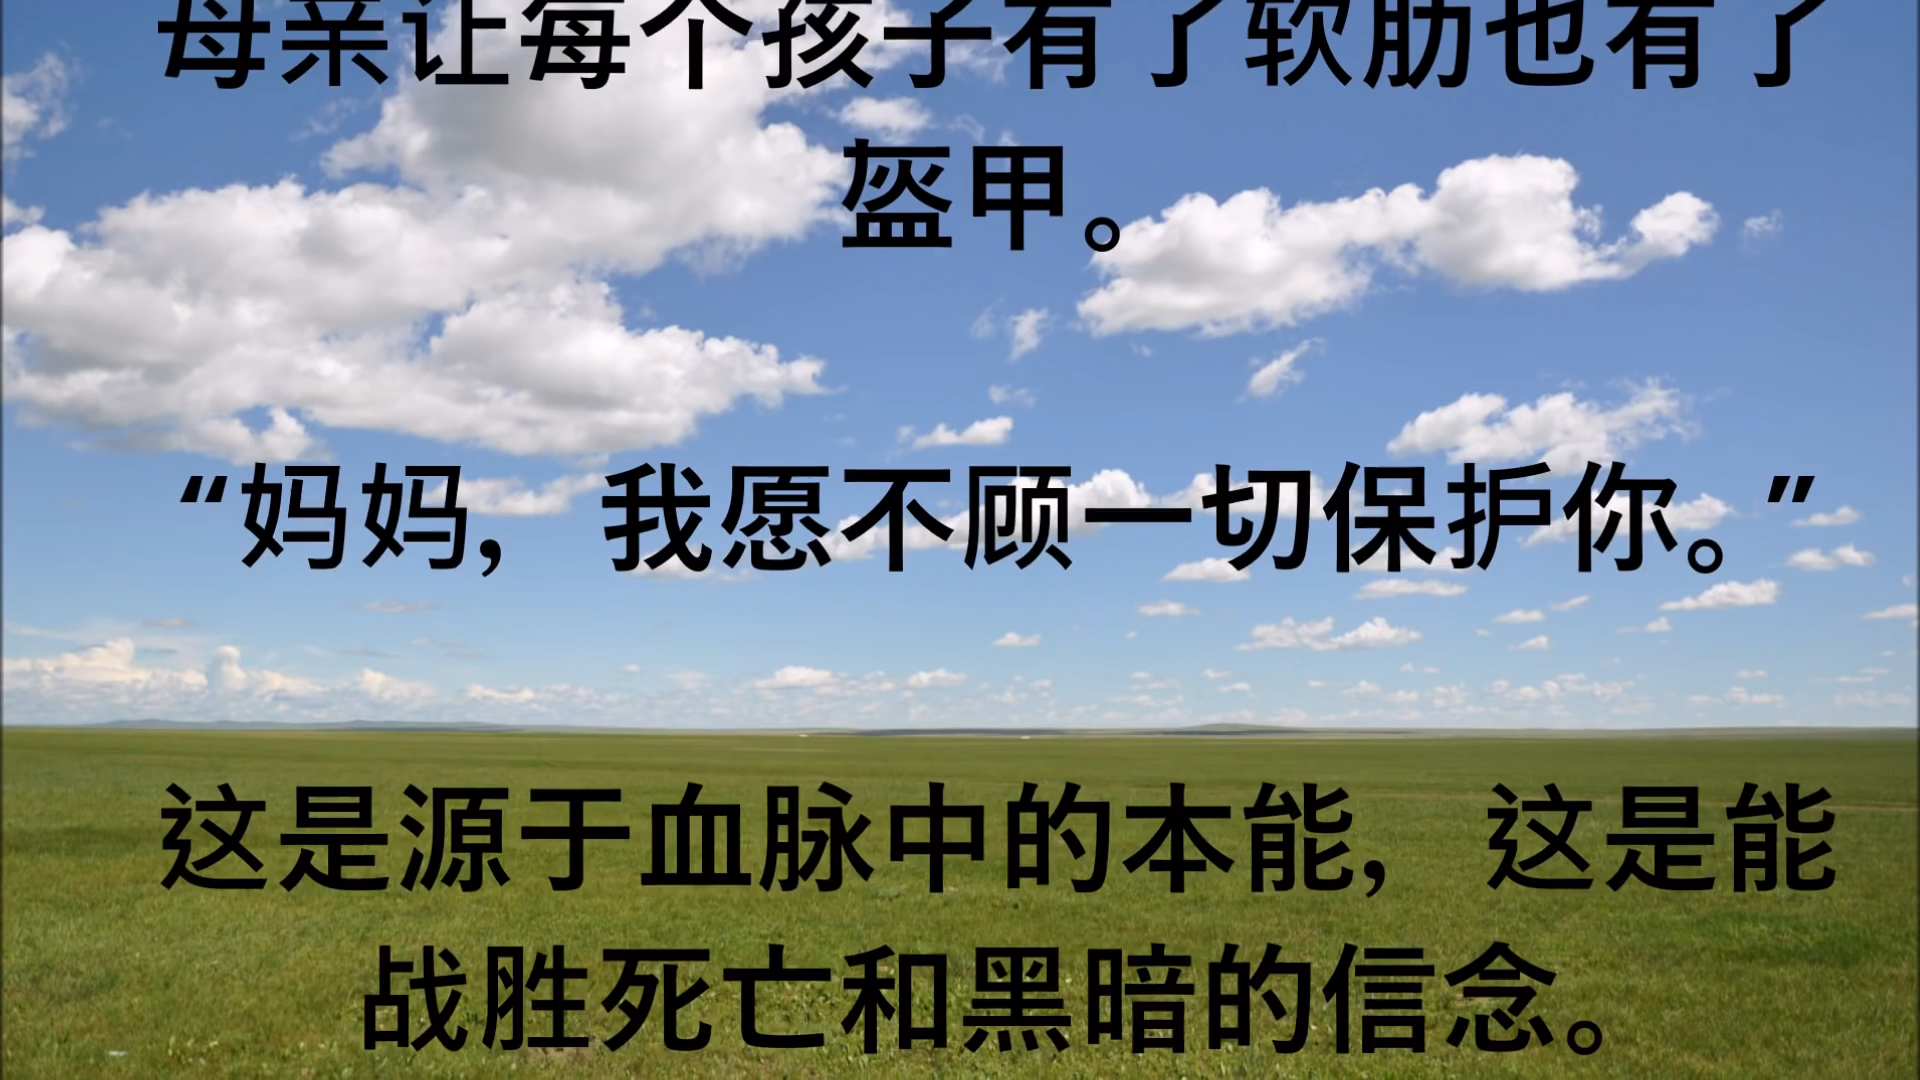 母亲让每个孩子有了软肋也有了
盔甲。
“妈妈，我愿不顾一切保护你。”
这是源于血脉中的本能，这是能
战胜死亡和黑暗的信念。